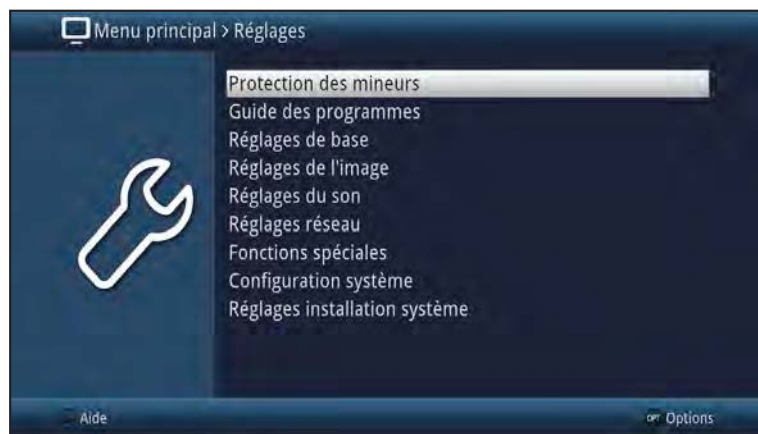 Menu principal > Réglages
Protection des mineurs
Guide des programmes
Réglages de base
Réglages de l'image
Réglages du son
Réglages réseau
Fonctions spéciales
Configuration système
Réglages installation système
Aide
OPT Options